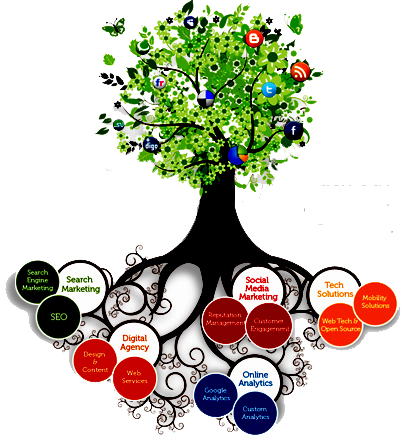 digg
Search
Engine
Marketing
Search
Marketing
SEO
Digital
Agency
Design
&
Content
Web
Services
Social
Media
Marketing
Reputation
Management
Customer
Engagement
Online
Analytics
Google
Analytics
Custom
Analytics
Tech
Solutions
Mobility
Solutions
Web Tech &
Open Source